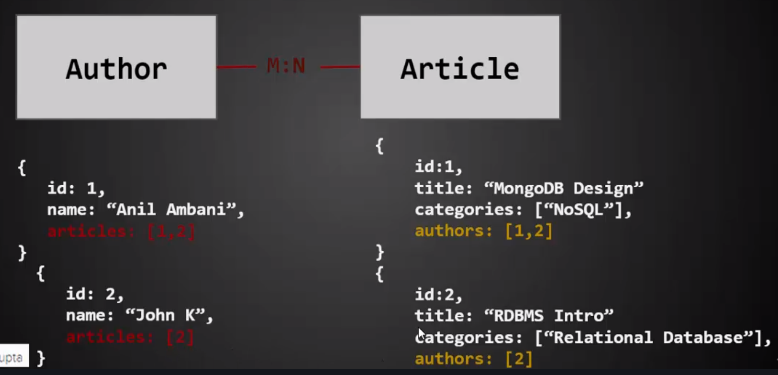 Author
M:N
Article
{
id: 1,
name: “Anil Ambani”,
articles: [1,2]
}
{
id: 2,
name: “John K”,
articles: [2]
}
{
id:1,
title: “MongoDB Design”
categories: [“NoSQL”],
authors: [1,2]
}
{
id:2,
title: “RDBMS Intro”
categories: [“Relational Database”],
authors: [2]
upta